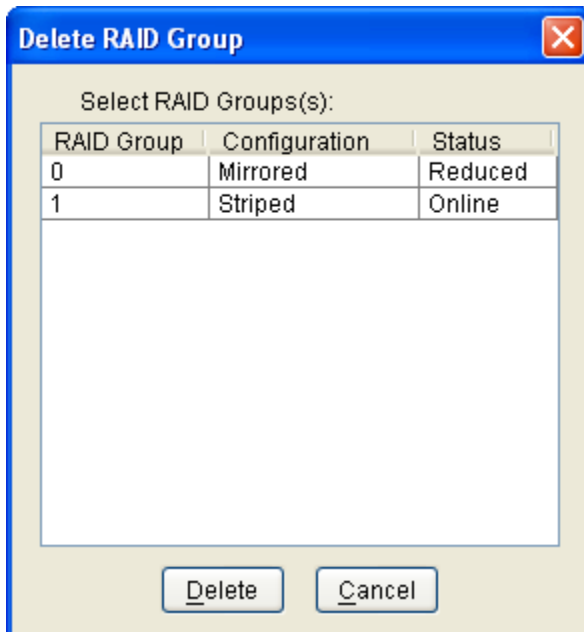 Delete RAID Group
Select RAID Groups(s):
RAID Group Configuration Status
0 Mirrored Reduced
1 Striped Online
Delete Cancel